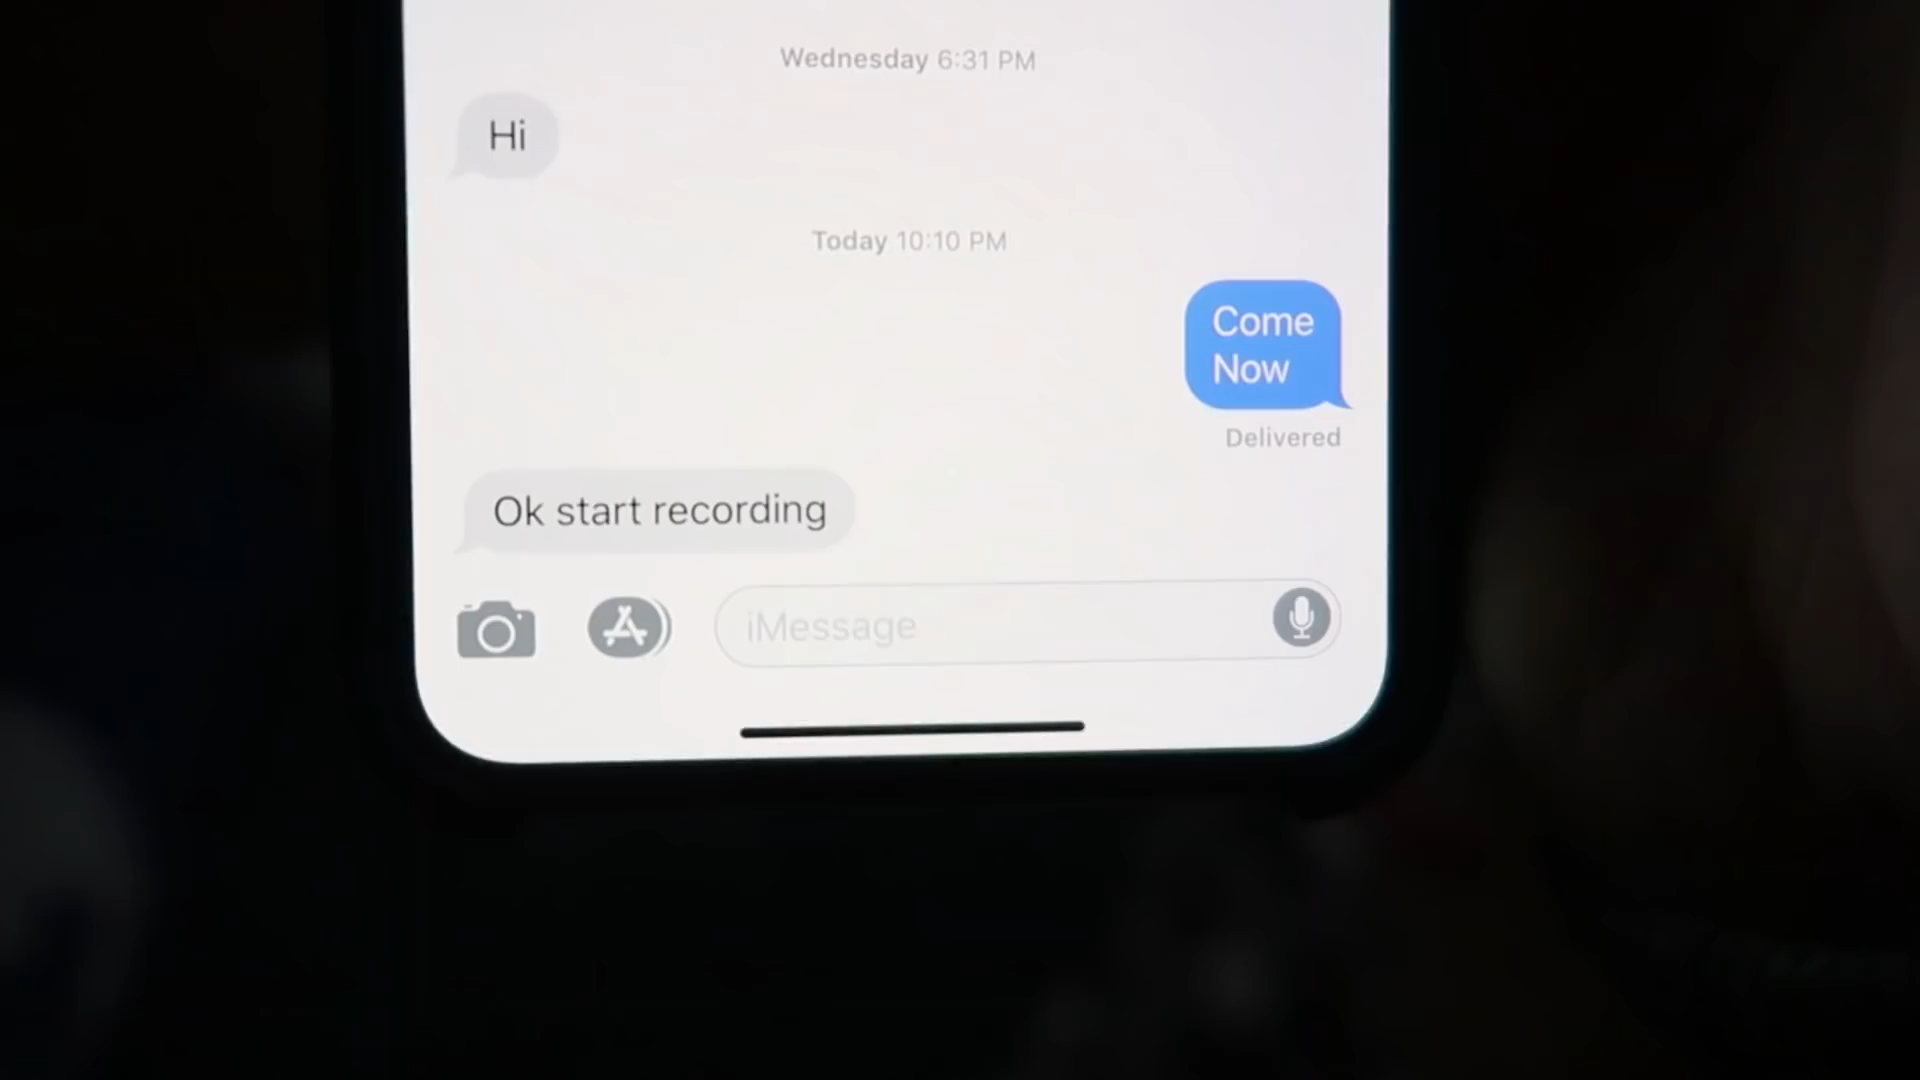 Wednesday 6:31 PM
Hi
Today 10:10 PM
Come
Now
Delivered
Ok start recording
iMessage